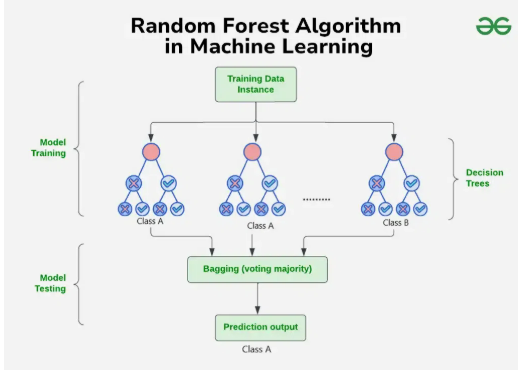 Random Forest Algorithm
in Machine Learning
Training Data
Instance
Model
Training
Decision
Trees
.........
Class A
Class A
Class B
Bagging (voting majority)
Model
Testing
Prediction output
Class A